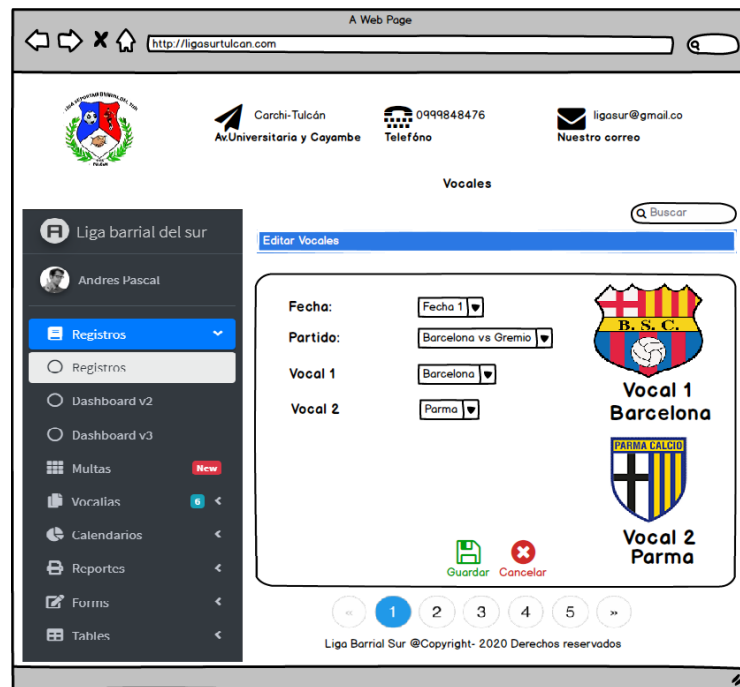 A Web Page
http://ligasurtulcan.com
Carchi-Tulcán
Av.Universitaria y Cayambe
0999848476
Telefóno
ligasur@gmail.co
Nuestro correo
Vocales
Buscar
Liga barrial del sur
Editar Vocales
Andres Pascal
Registros
Registros
Dashboard v2
Dashboard v3
Multas New
Vocalias 6
Calendarios
Reportes
Forms
Tables
Fecha: Fecha 1
Partido: Barcelona vs Gremio
Vocal 1 Barcelona
Vocal 2 Parma
B. S. C.
Vocal 1
Barcelona
PARMA CALCIO
Vocal 2
Parma
Guardar Cancelar
« 1 2 3 4 5 »
Liga Barrial Sur @Copyright- 2020 Derechos reservados